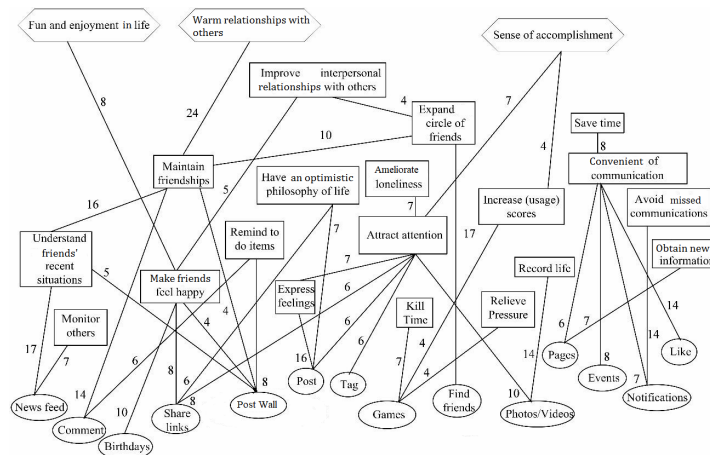 Fun and enjoyment in life
Warm relationships with
others
Sense of accomplishment
Improve interpersonal
relationships with others
8
24
4
7
Expand
circle of
friends
10
4
Save time
8
Convenient of
communication
Maintain
friendships
5
Have an optimistic
philosophy of life
Ameliorate
loneliness
7
Increase (usage)
scores
Avoid missed
communications
16
7
17
Understand
friends'
recent
situations
Remind to
do items
Attract attention
Obtain new
information
5
Make friends
feel happy
7
Express
feelings
6
Record life
Monitor
others
4
4
Kill
Time
Relieve
Pressure
6
14
14
17
7
6
8
6
8
8
16
6
7
4
4
14
6
8
7
14
10
10
News feed
Comment
Birthdays
Share
links
Post Wall
Post
Tag
Games
Find
friends
Photos/Videos
Pages
Events
Notifications
Like